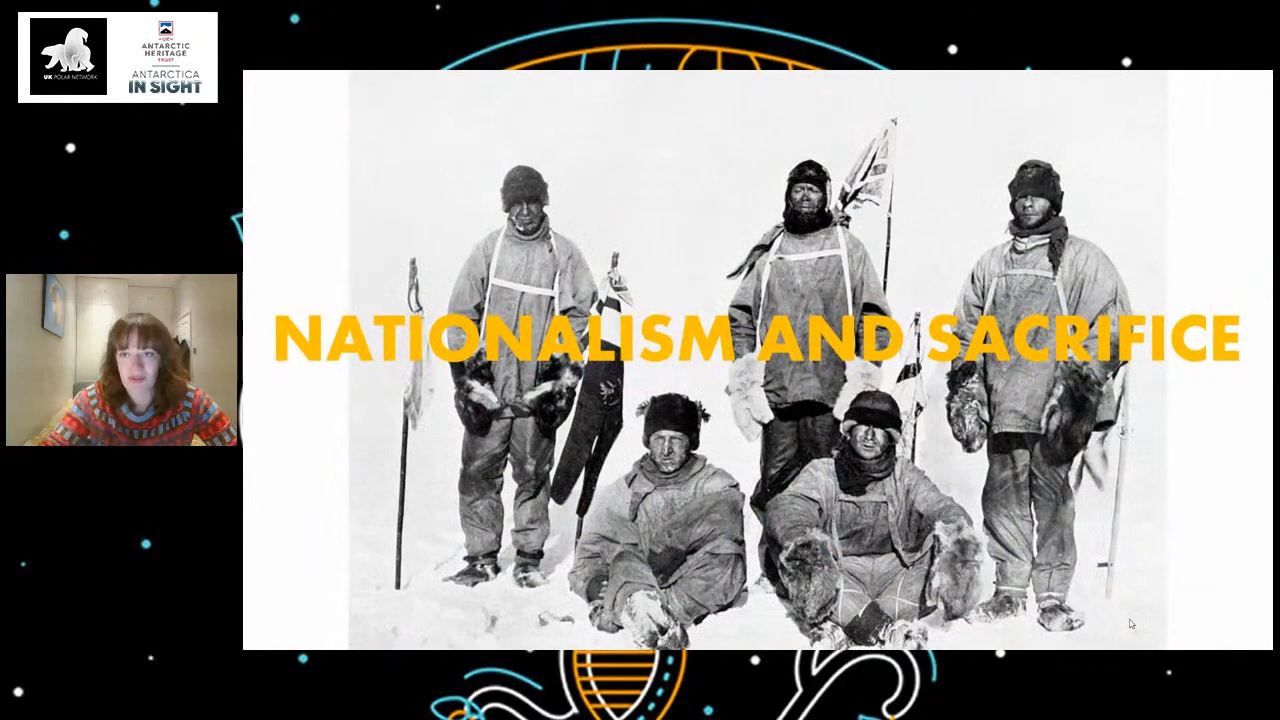 UK POLAR NETWORK
UK
ANTARCTIC
HERITAGE
TRUST
ANTARCTICA
IN SIGHT
NATIONALISM AND SACRIFICE